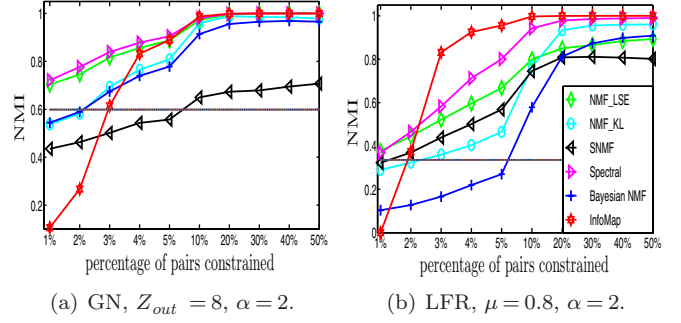 1
0.8
0.6
0.4
0.2
NMI
1% 2% 3% 4% 5% 10% 20% 30% 40% 50%
percentage of pairs constrained
(a) GN, Z_out = 8, α = 2.
1
0.8
0.6
0.4
0.2
0
NMI
NMF_LSE
NMF_KL
SNMF
Spectral
Bayesian NMF
InfoMap
1% 2% 3% 4% 5% 10% 20% 30% 40% 50%
percentage of pairs constrained
(b) LFR, μ = 0.8, α = 2.